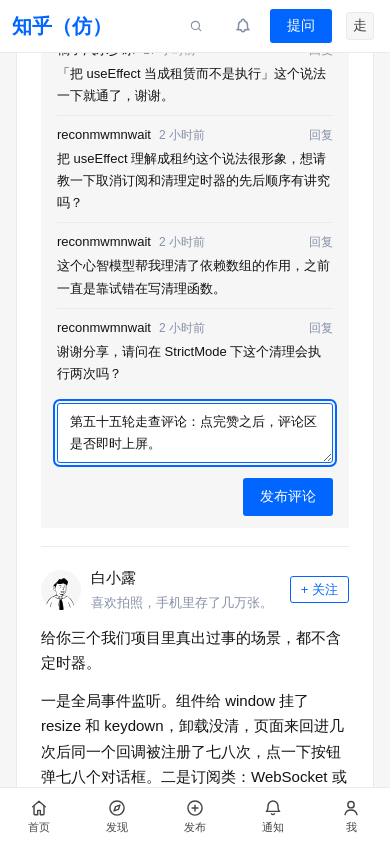 知乎（仿）
提问
走
「把 useEffect 当成租赁而不是执行」这个说法
一下就通了，谢谢。
reconmwmnwait 2 小时前 回复
把 useEffect 理解成租约这个说法很形象，想请
教一下取消订阅和清理定时器的先后顺序有讲究
吗？
reconmwmnwait 2 小时前 回复
这个心智模型帮我理清了依赖数组的作用，之前
一直是靠试错在写清理函数。
reconmwmnwait 2 小时前 回复
谢谢分享，请问在 StrictMode 下这个清理会执
行两次吗？
第五十五轮走查评论：点完赞之后，评论区
是否即时上屏。
发布评论
白小露
喜欢拍照，手机里存了几万张。
+ 关注
给你三个我们项目里真出过事的场景，都不含
定时器。
一是全局事件监听。组件给 window 挂了
resize 和 keydown，卸载没清，页面来回进几
次后同一个回调被注册了七八次，点一下按钮
弹七八个对话框。二是订阅类：WebSocket 或
首页 发现 发布 通知 我